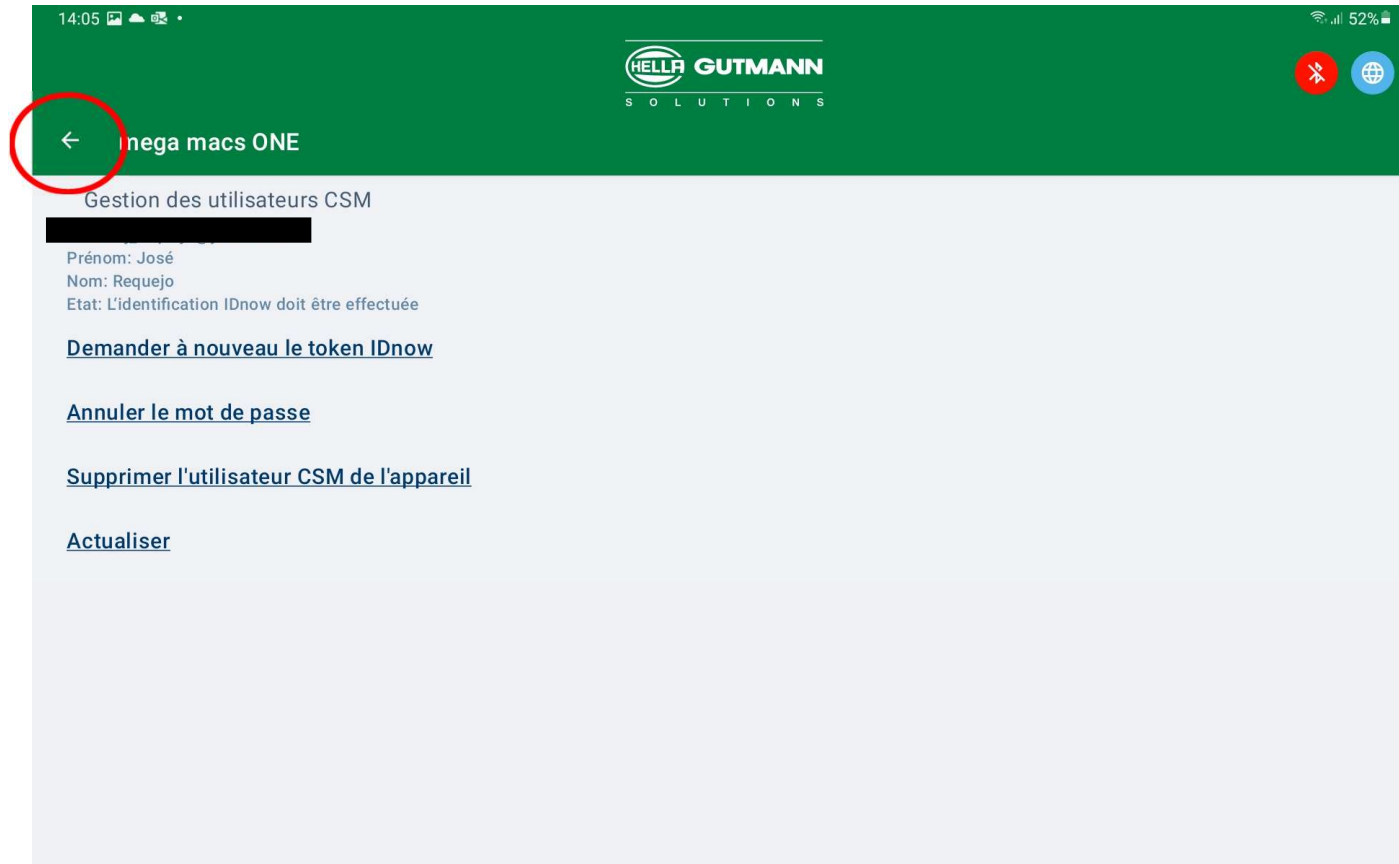 14:05
52%
HELLA GUTMANN
SOLUTIONS
mega macs ONE
Gestion des utilisateurs CSM
Prénom: José
Nom: Requejo
Etat: L'identification IDnow doit être effectuée
Demander à nouveau le token IDnow
Annuler le mot de passe
Supprimer l'utilisateur CSM de l'appareil
Actualiser